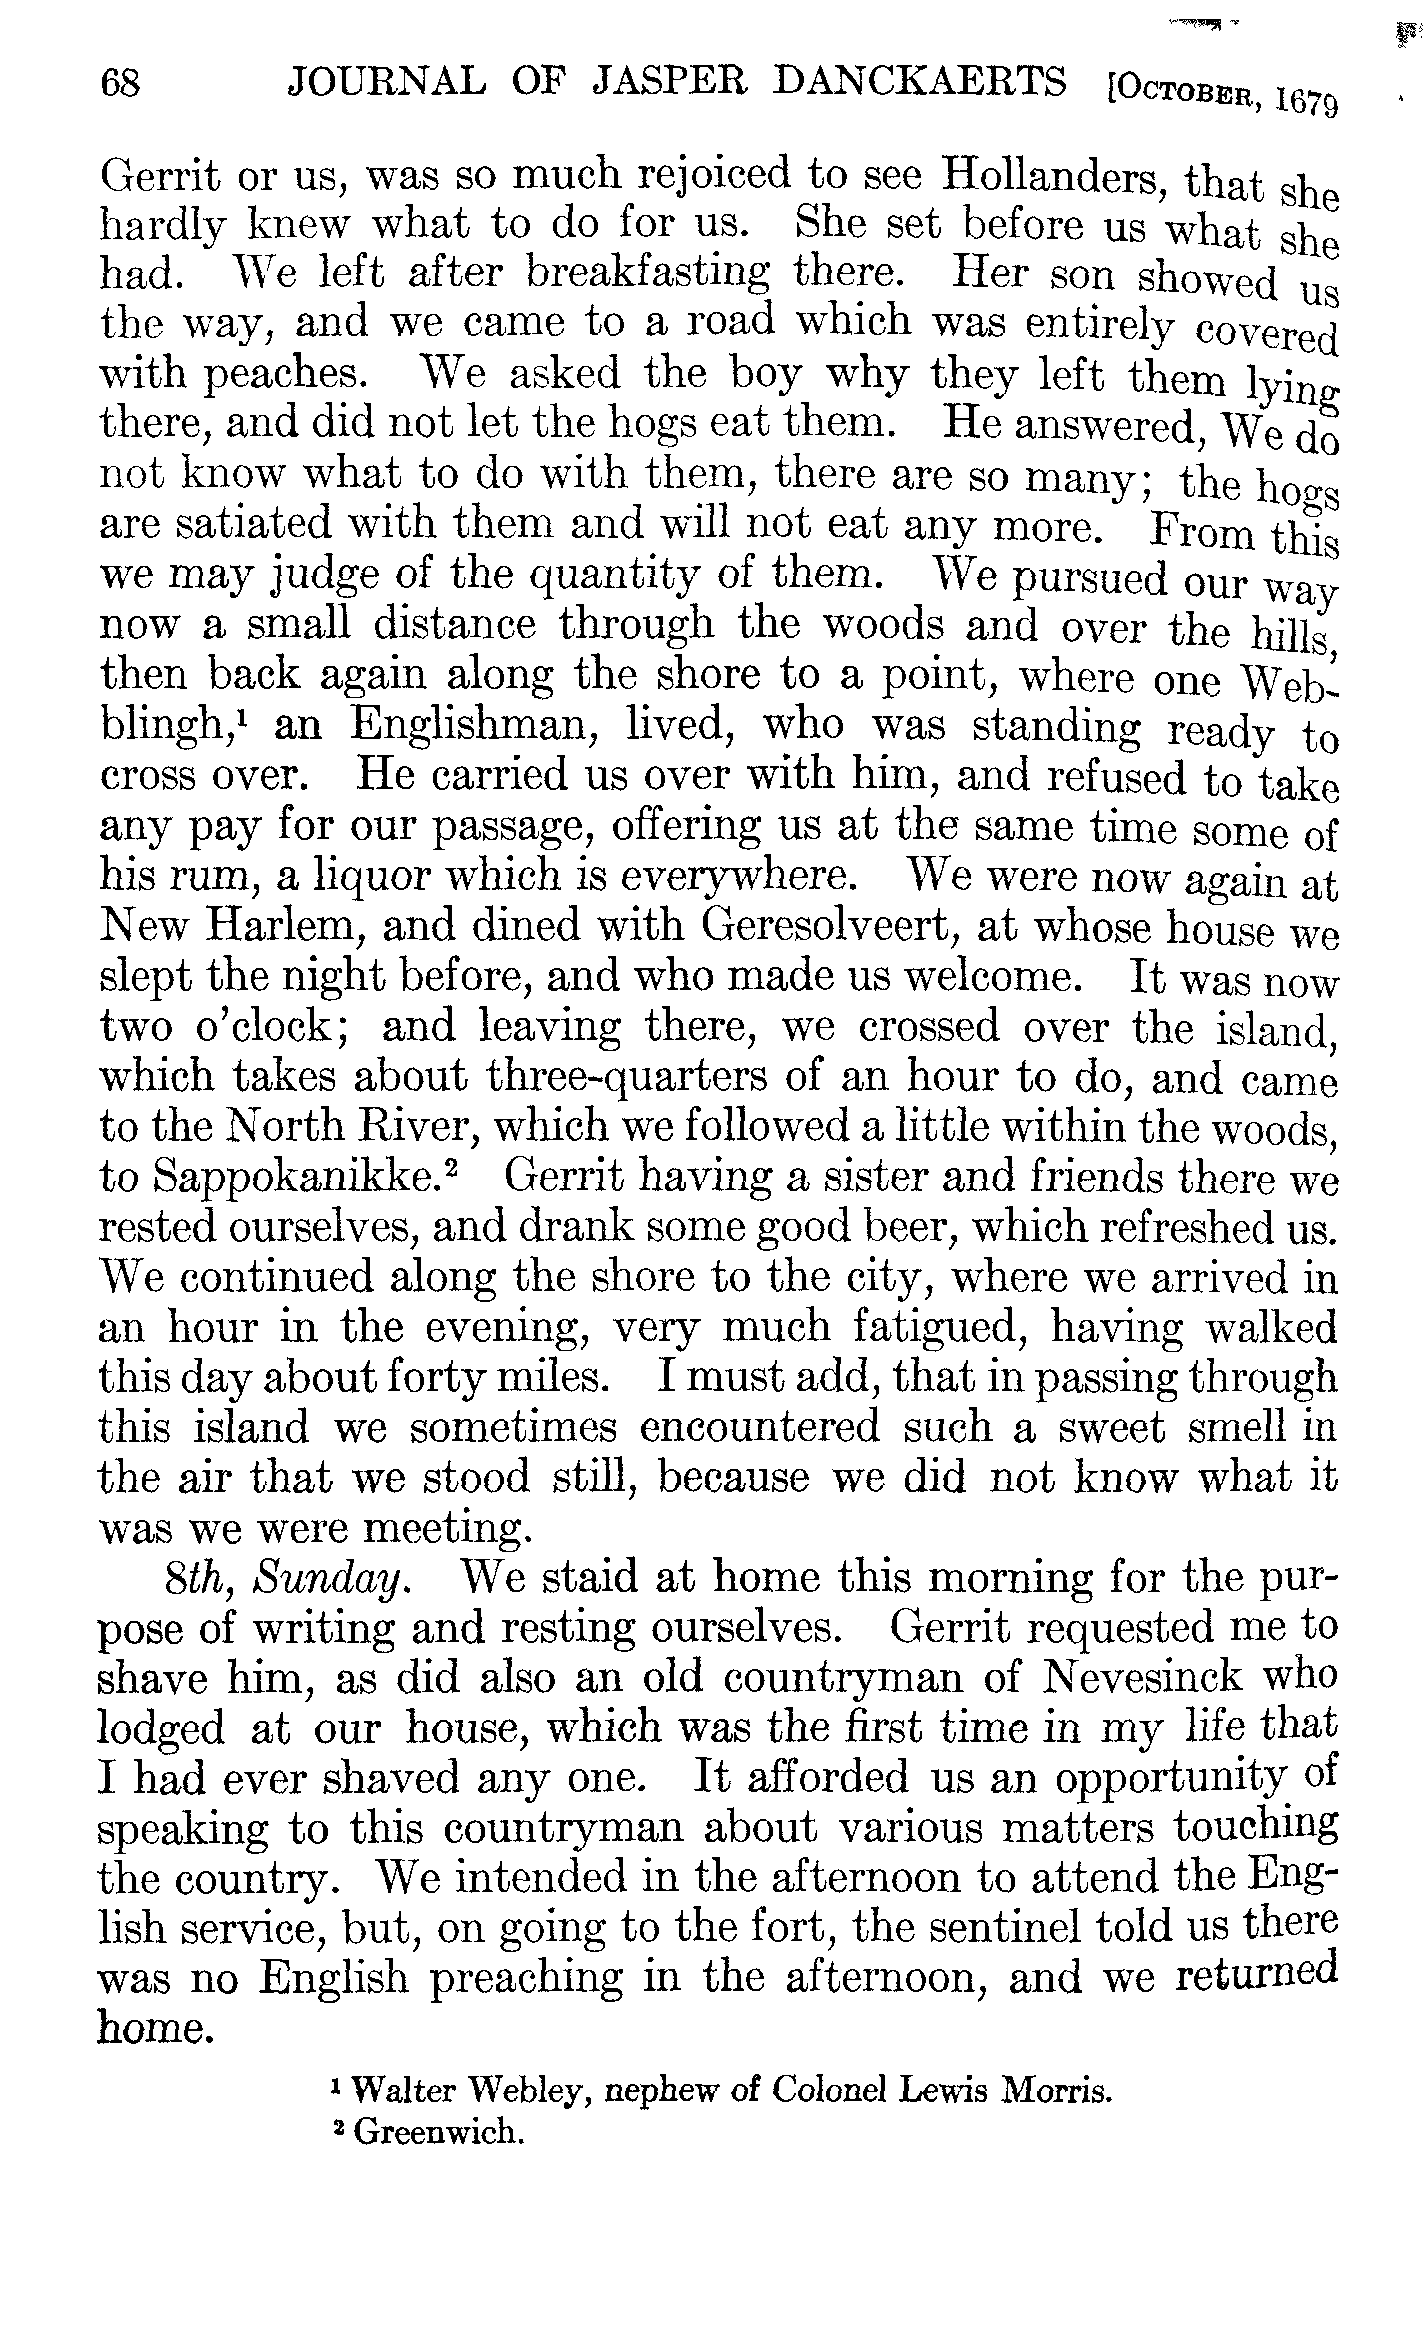 68 JOURNAL OF JASPER DANCKAERTS [OCTOBER, 1679
Gerrit or us, was so much rejoiced to see Hollanders, that she
hardly knew what to do for us. She set before us what she
had. We left after breakfasting there. Her son showed us
the way, and we came to a road which was entirely covered
with peaches. We asked the boy why they left them lying
there, and did not let the hogs eat them. He answered, We do
not know what to do with them, there are so many; the hogs
are satiated with them and will not eat any more. From this
we may judge of the quantity of them. We pursued our way
now a small distance through the woods and over the hills,
then back again along the shore to a point, where one Web-
blingh,¹ an Englishman, lived, who was standing ready to
cross over. He carried us over with him, and refused to take
any pay for our passage, offering us at the same time some of
his rum, a liquor which is everywhere. We were now again at
New Harlem, and dined with Geresolveert, at whose house we
slept the night before, and who made us welcome. It was now
two o'clock; and leaving there, we crossed over the island,
which takes about three-quarters of an hour to do, and came
to the North River, which we followed a little within the woods,
to Sappokanikke.² Gerrit having a sister and friends there we
rested ourselves, and drank some good beer, which refreshed us.
We continued along the shore to the city, where we arrived in
an hour in the evening, very much fatigued, having walked
this day about forty miles. I must add, that in passing through
this island we sometimes encountered such a sweet smell in
the air that we stood still, because we did not know what it
was we were meeting.
8th, Sunday. We staid at home this morning for the pur-
pose of writing and resting ourselves. Gerrit requested me to
shave him, as did also an old countryman of Nevesinck who
lodged at our house, which was the first time in my life that
I had ever shaved any one. It afforded us an opportunity of
speaking to this countryman about various matters touching
the country. We intended in the afternoon to attend the Eng-
lish service, but, on going to the fort, the sentinel told us there
was no English preaching in the afternoon, and we returned
home.
¹ Walter Webley, nephew of Colonel Lewis Morris.
² Greenwich.